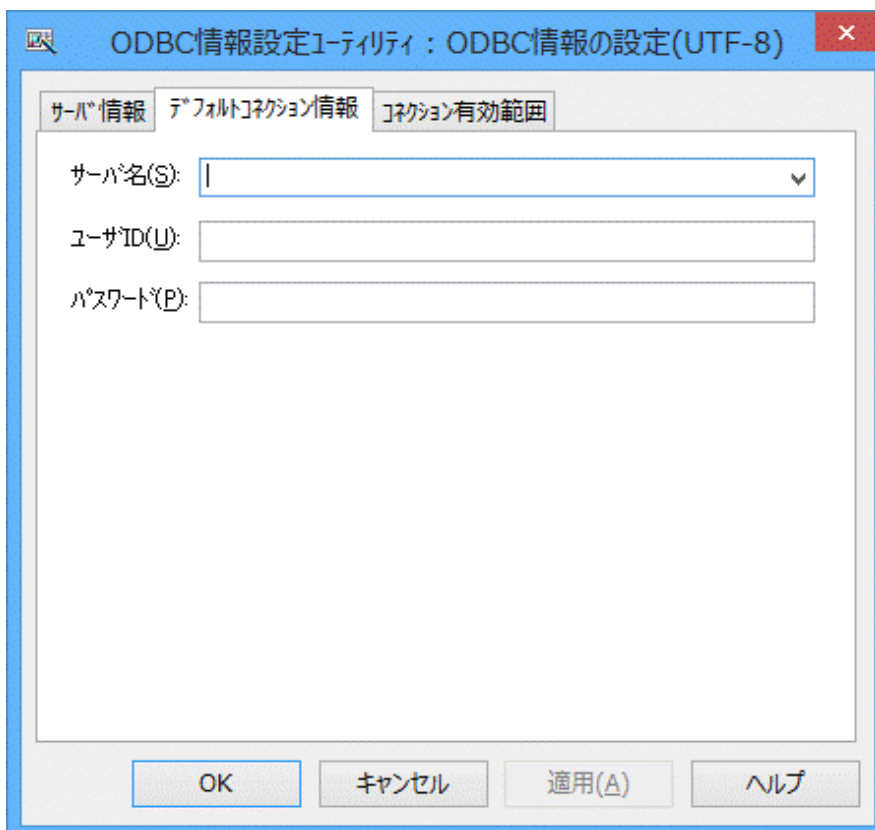 ODBC情報設定ﾕｰﾃｨﾘﾃｨ : ODBC情報の設定(UTF-8)
ｻｰﾊﾞ情報 ﾃﾞﾌｫﾙﾄｺﾈｸｼｮﾝ情報 ｺﾈｸｼｮﾝ有効範囲
ｻｰﾊﾞ名(S):
ﾕｰｻﾞID(U):
ﾊﾟｽﾜｰﾄﾞ(P):
OK キャンセル 適用(A) ヘルプ